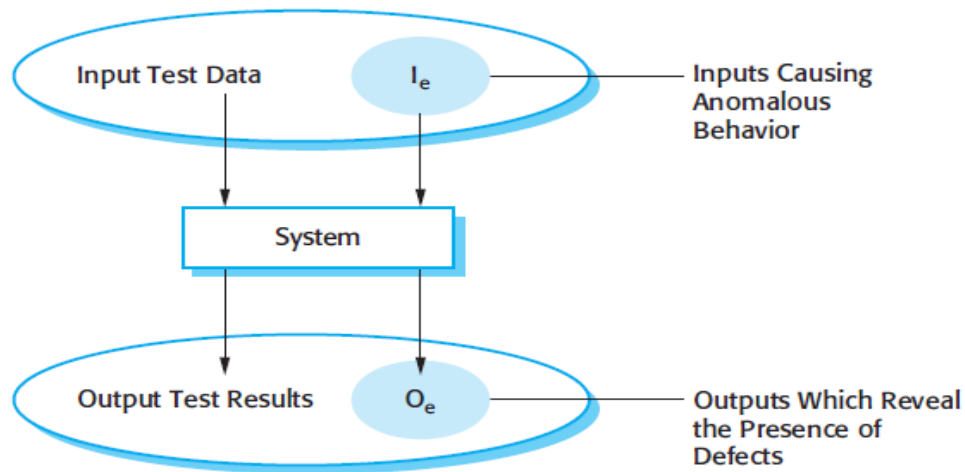 Input Test Data
Ie
Inputs Causing
Anomalous
Behavior
System
Output Test Results
Oe
Outputs Which Reveal
the Presence of
Defects